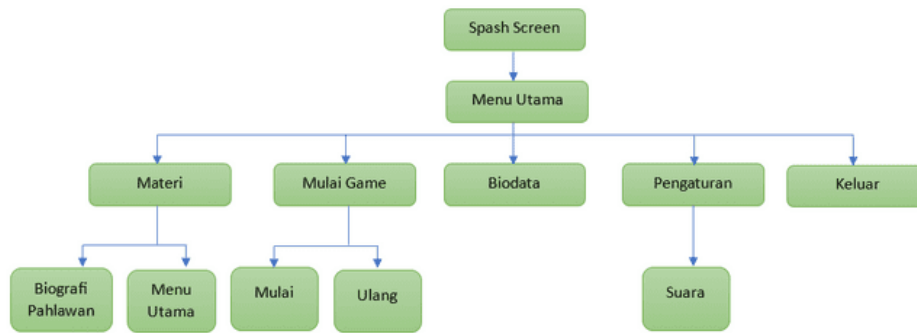 Spash Screen
Menu Utama
Materi
Mulai Game
Biodata
Pengaturan
Keluar
Biografi
Pahlawan
Menu
Utama
Mulai
Ulang
Suara